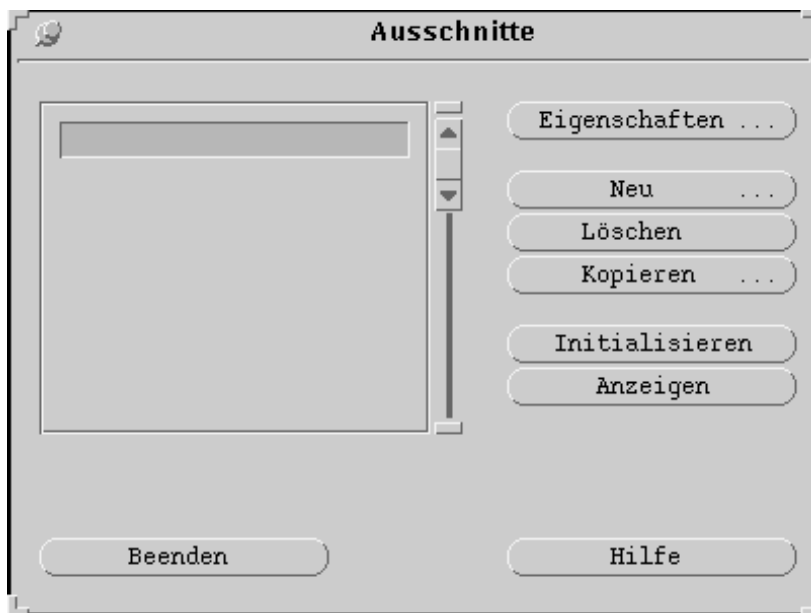 Ausschnitte
Eigenschaften ...
Neu ...
Löschen
Kopieren ...
Initialisieren
Anzeigen
Beenden
Hilfe